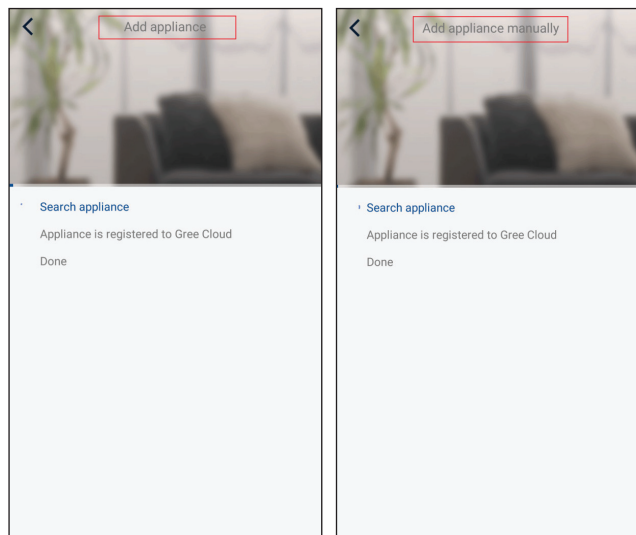 Add appliance
Search appliance
Appliance is registered to Gree Cloud
Done
Add appliance manually
Search appliance
Appliance is registered to Gree Cloud
Done